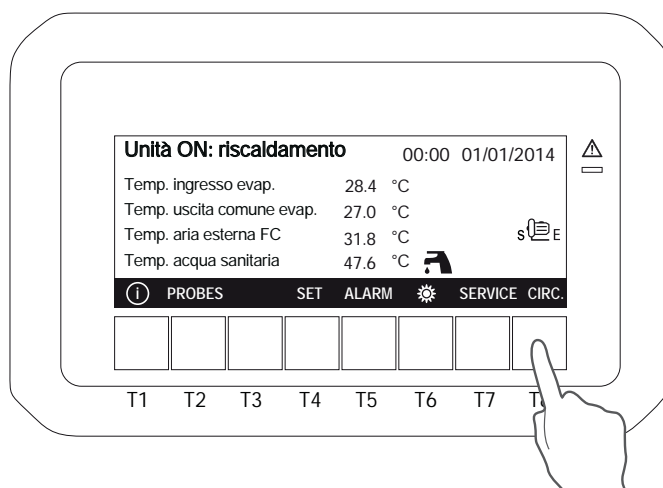 Unità ON: riscaldamento 00:00 01/01/2014
Temp. ingresso evap. 28.4 °C
Temp. uscita comune evap. 27.0 °C
Temp. aria esterna FC 31.8 °C
S E
Temp. acqua sanitaria 47.6 °C
i PROBES SET ALARM SERVICE CIRC.
T1 T2 T3 T4 T5 T6 T7